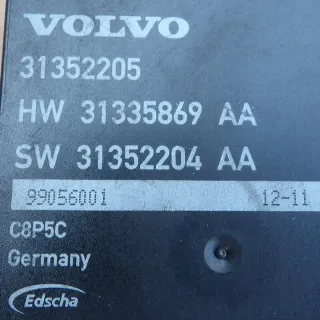 VOLVO
31352205
HW 31335869 AA
SW 31352204 AA
99056001 12-11
C8P5C
Germany
Edscha